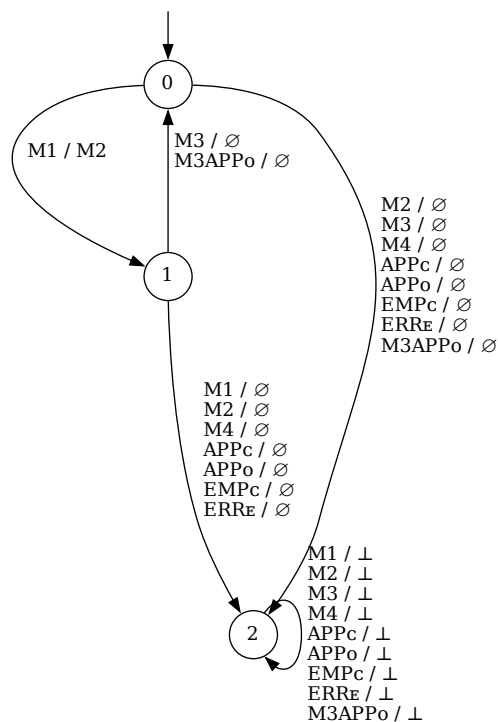 0
M1 / M2
M3 / ∅
M3APPO / ∅
M2 / ∅
M3 / ∅
M4 / ∅
APPC / ∅
APPO / ∅
EMPC / ∅
ERRE / ∅
M3APPO / ∅
1
M1 / ∅
M2 / ∅
M4 / ∅
APPC / ∅
APPO / ∅
EMPC / ∅
ERRE / ∅
M1 / ⊥
M2 / ⊥
M3 / ⊥
M4 / ⊥
APPC / ⊥
APPO / ⊥
EMPC / ⊥
ERRE / ⊥
M3APPO / ⊥
2